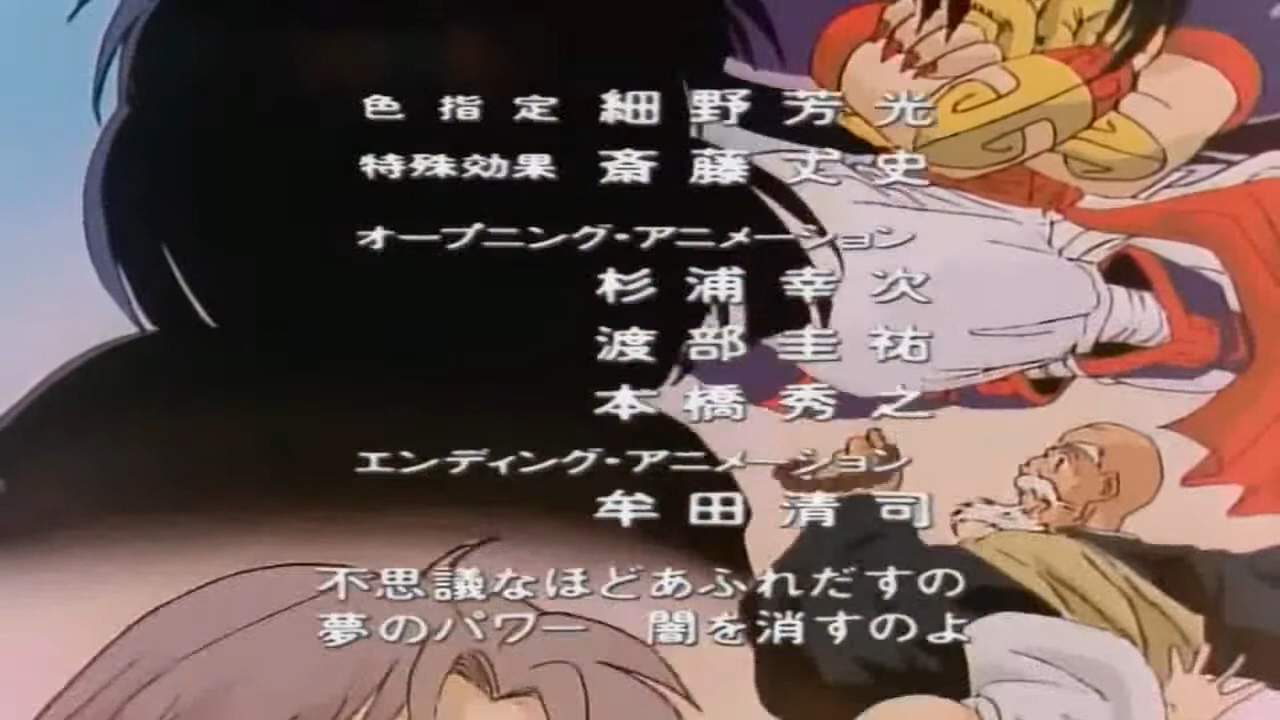 色指定 細野芳光
特殊効果 斎藤丈史
オープニング・アニメーション
杉浦幸次
渡部圭祐
本橋秀之
エンディング・アニメーション
牟田清司
不思議なほどあふれだすの
夢のパワー 闇を消すのよ